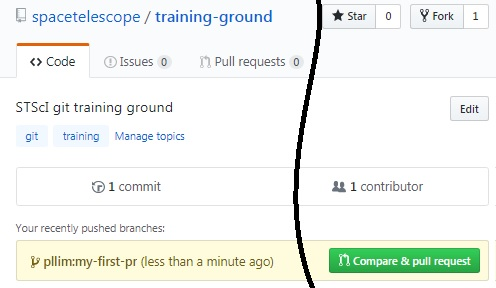 spacetelescope / training-ground Star 0 Fork 1
Code Issues 0 Pull requests 0
STScI git training ground Edit
git training Manage topics
1 commit 1 contributor
Your recently pushed branches:
pllim:my-first-pr (less than a minute ago) Compare & pull request